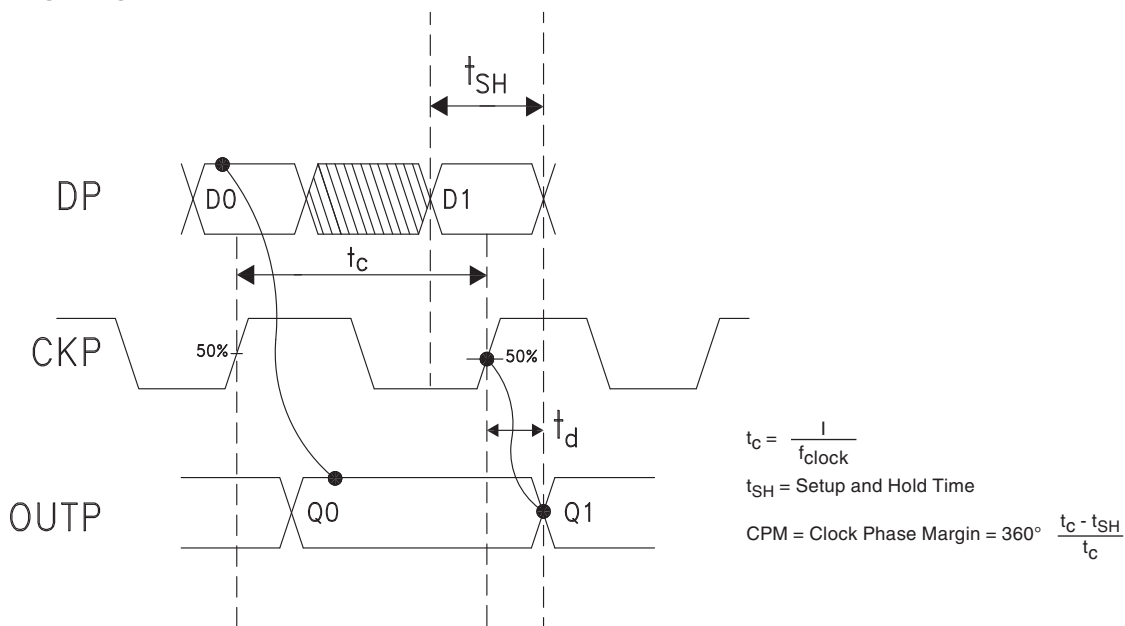 tSH
DP
D0
D1
tc
CKP
50%
50%
td
OUTP
Q0
Q1
tc = 1
fclock
tSH = Setup and Hold Time
CPM = Clock Phase Margin = 360° tc - tSH
tc